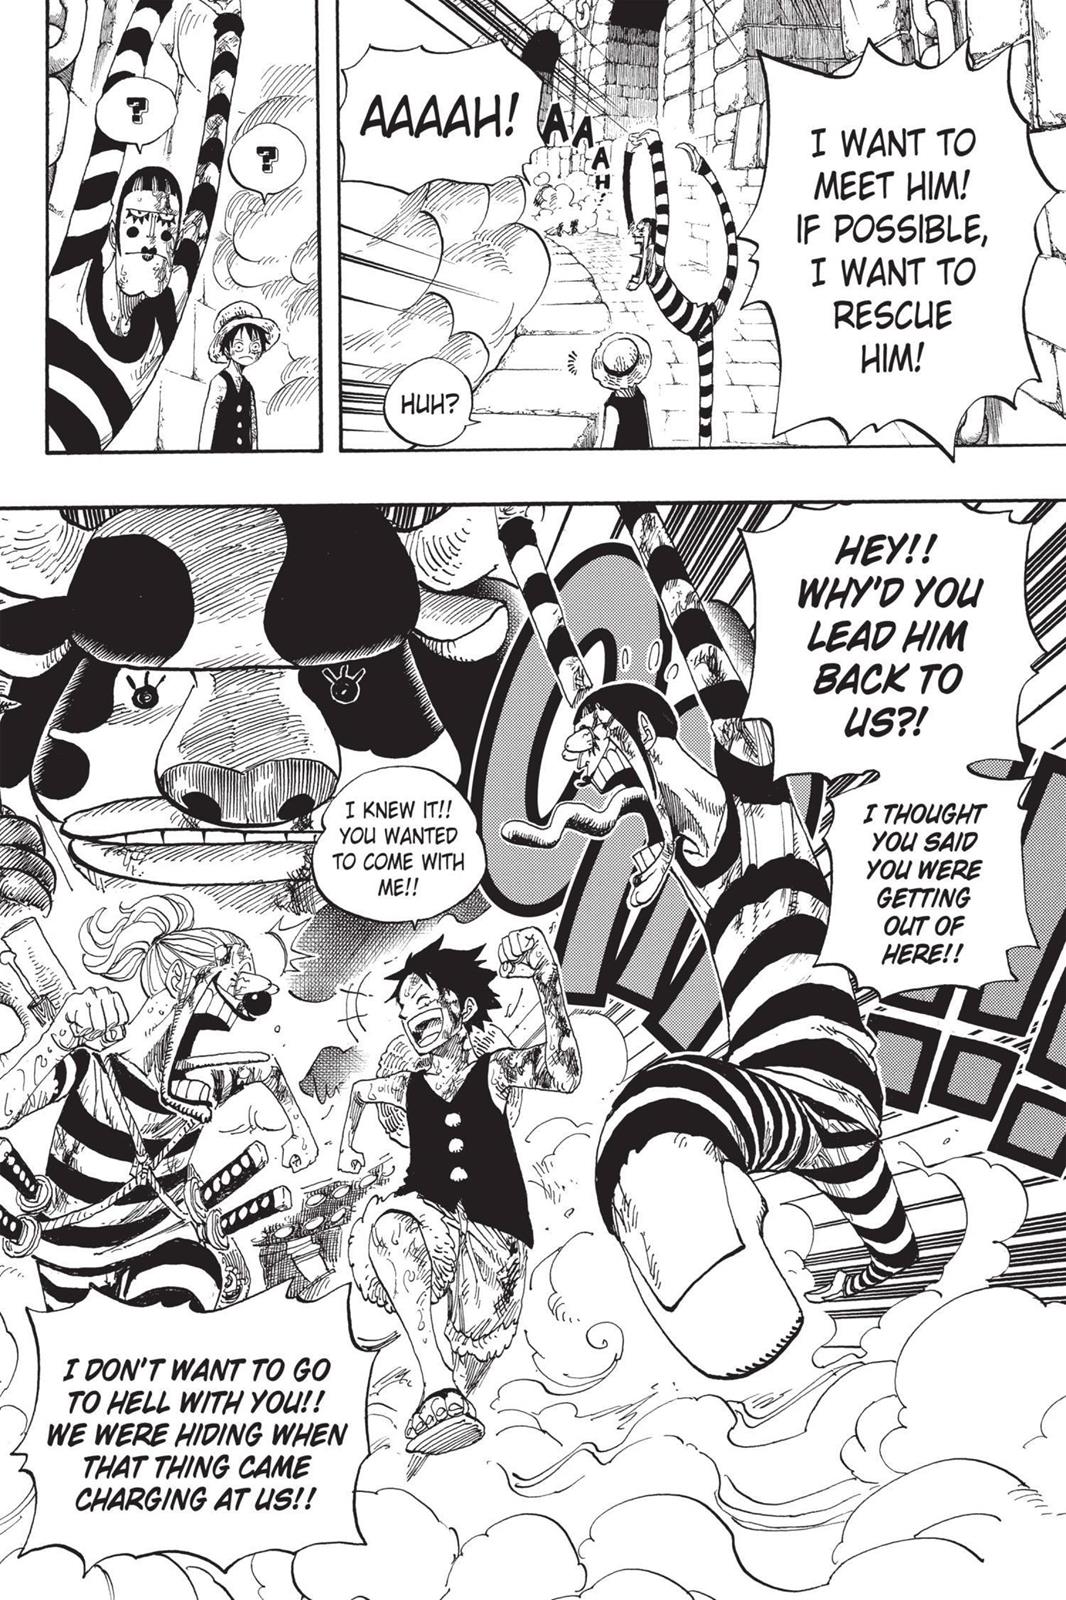 I WANT TO
MEET HIM!
IF POSSIBLE,
I WANT TO
RESCUE
HIM!
AAAAH!
AAAH!
HUH?
?
?
HEY!!
WHY'D YOU
LEAD HIM
BACK TO
US?!
I THOUGHT
YOU SAID
YOU WERE
GETTING
OUT OF
HERE!!
I KNEW IT!!
YOU WANTED
TO COME WITH
ME!!
I DON'T WANT TO GO
TO HELL WITH YOU!!
WE WERE HIDING WHEN
THAT THING CAME
CHARGING AT US!!